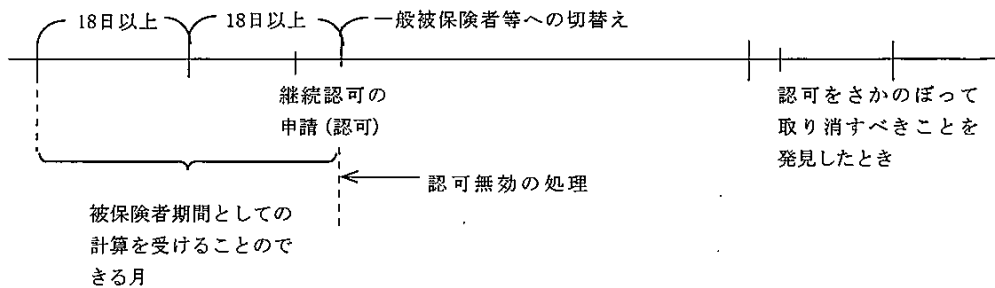 18日以上
18日以上
一般被保険者等への切替え
継続認可の
申請(認可)
認可をさかのぼって
取り消すべきことを
発見したとき
認可無効の処理
被保険者期間としての
計算を受けることので
きる月